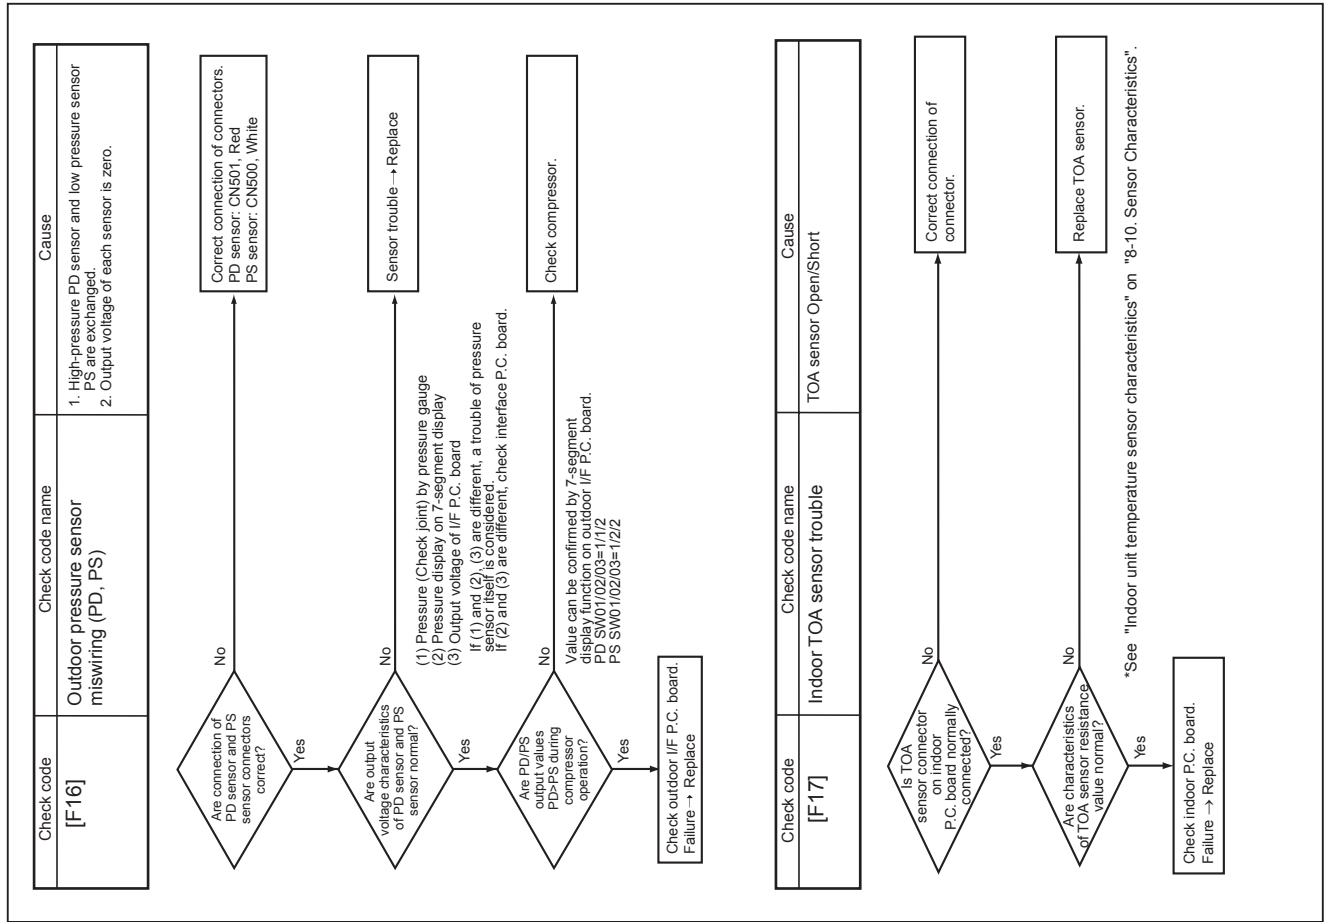 Check code
Check code name
Cause
[F16]
Outdoor pressure sensor
miswiring (PD, PS)
1. High-pressure PD sensor and low pressure sensor
PS are exchanged.
2. Output voltage of each sensor is zero.
Are connection of
PD sensor and PS
sensor connectors
correct?
No
Correct connection of connectors.
PD sensor: CN501, Red
PS sensor: CN500, White
Yes
Are output
voltage characteristics
of PD sensor and PS
sensor normal?
No
Sensor trouble → Replace
(1) Pressure (Check joint) by pressure gauge
(2) Pressure display on 7-segment display
(3) Output voltage of I/F P.C. board
If (1) and (2), (3) are different, a trouble of pressure
sensor itself is considered.
If (2) and (3) are different, check interface P.C. board.
Yes
Are PD/PS
output values
PD>PS during
compressor
operation?
No
Check compressor.
Value can be confirmed by 7-segment
display function on outdoor I/F P.C. board.
PD SW01/02/03=1/1/2
PS SW01/02/03=1/2/2
Yes
Check outdoor I/F P.C. board.
Failure → Replace
Check code
Check code name
Cause
[F17]
Indoor TOA sensor trouble
TOA sensor Open/Short
Is TOA
sensor connector
on indoor
P.C. board normally
connected?
No
Correct connection of
connector.
Yes
Are characteristics
of TOA sensor resistance
value normal?
No
Replace TOA sensor.
*See "Indoor unit temperature sensor characteristics" on "8-10. Sensor Characteristics".
Yes
Check indoor P.C. board.
Failure → Replace